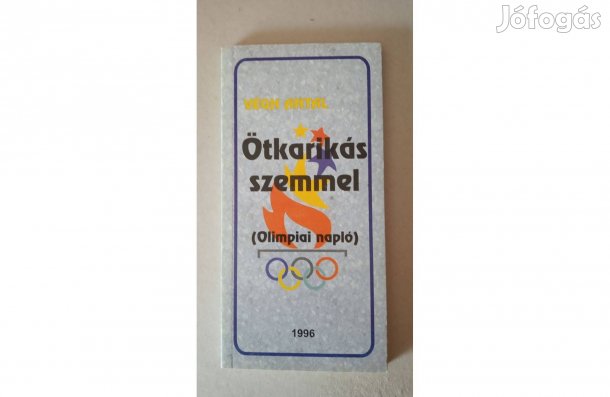 Jófogás
VÉGH ANTAL
Ötkarikás
szemmel
(Olimpiai napló)
1996